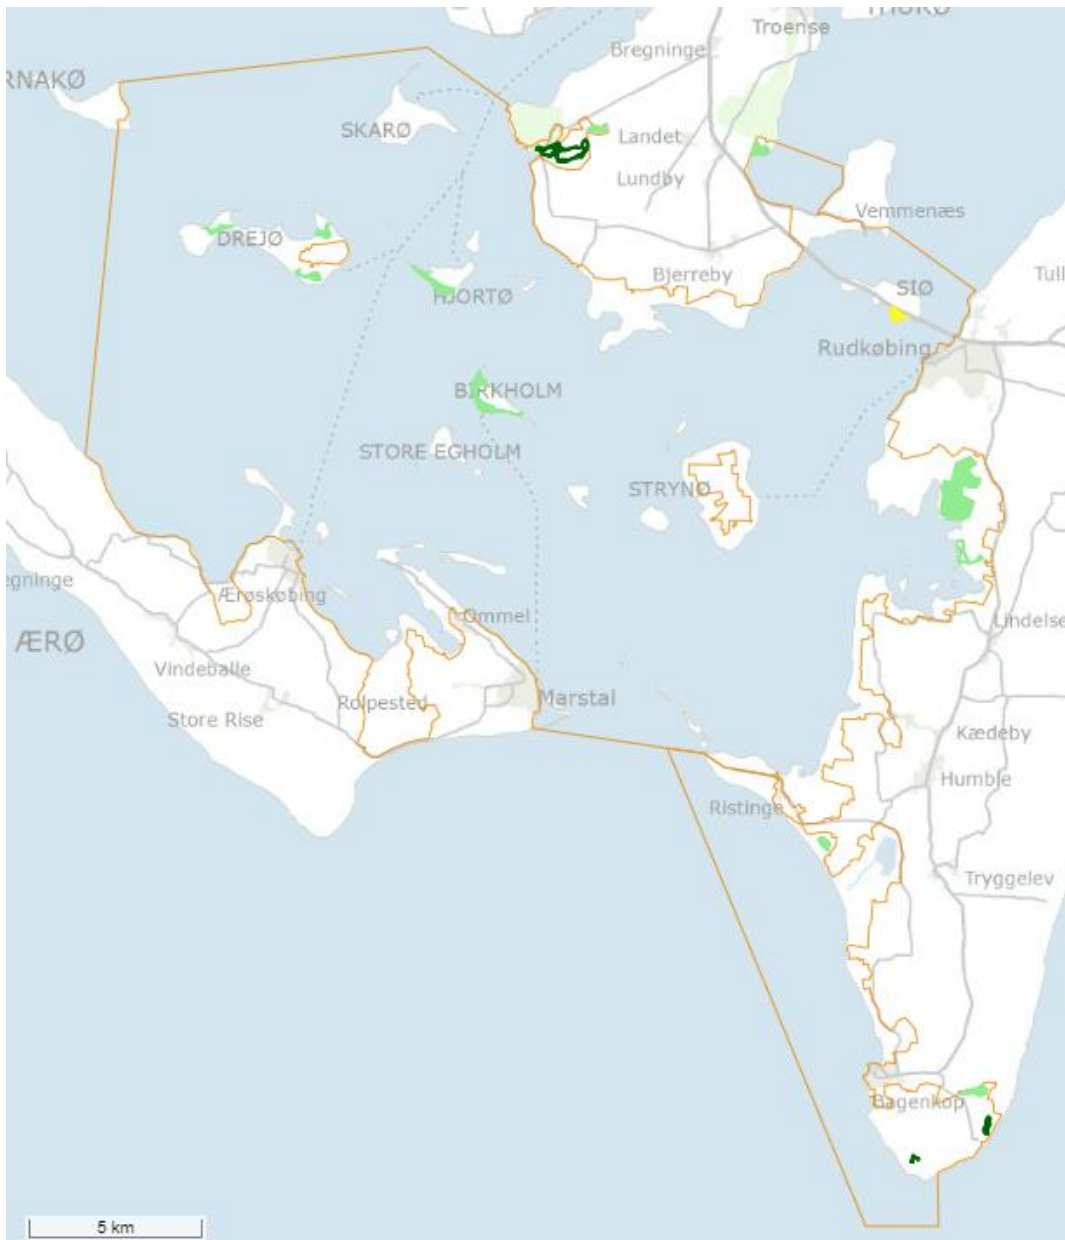 THURØ
Troense
Bregninge
RNAKØ
SKARØ
Landet
Lundby
Vemmenæs
DREJØ
Bjerreby
Tull
HJORTØ
SIØ
Rudkøbing
BIRKHOLM
STORE EGHOLM
STRYNØ
egninge
Ærøskøbing
Ommel
Lindelse
ÆRØ
Vindeballe
Rolpested
Marstal
Store Rise
Kædeby
Humble
Ristinge
Tryggelev
Bagenkop
5 km